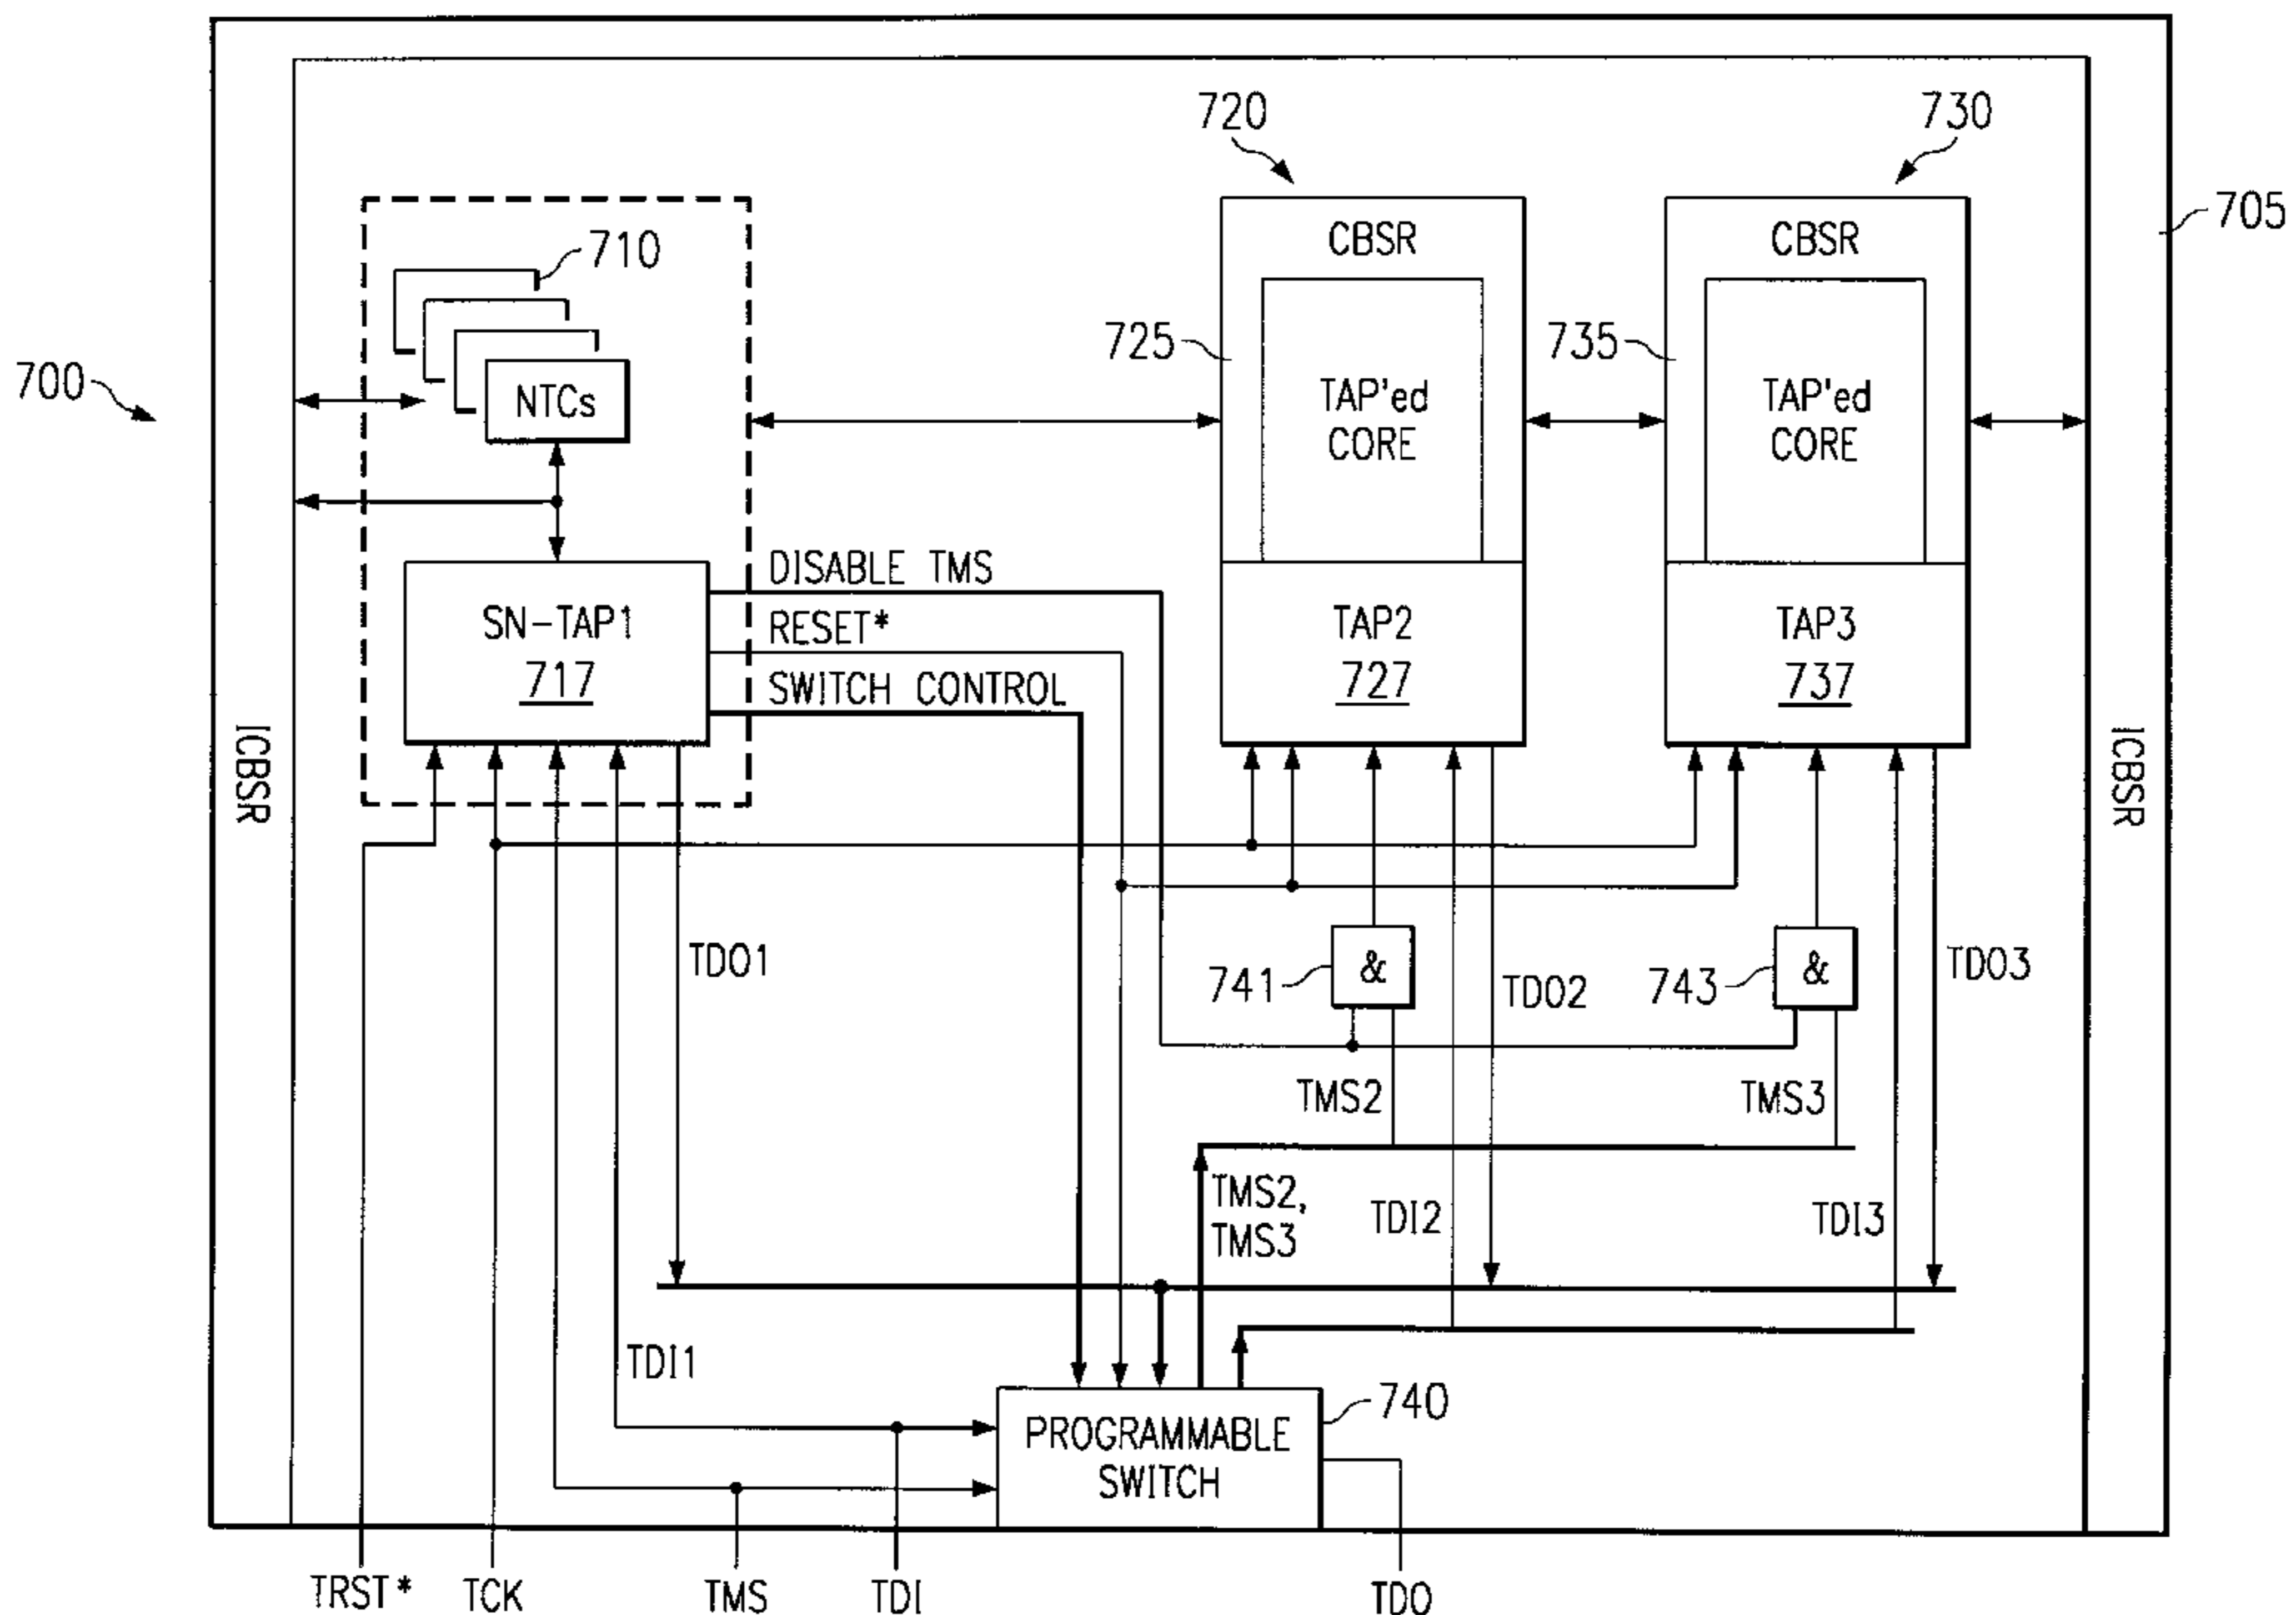 720
730
CBSR
CBSR
705
710
NTCs
700
725
TAP'ed
CORE
735
TAP'ed
CORE
DISABLE TMS
RESET*
SWITCH CONTROL
SN-TAP1
717
TAP2
727
TAP3
737
ICBSR
ICBSR
TDO1
741
&
TDO2
743
&
TDO3
TMS2
TMS3
TMS2,
TMS3
TDI2
TDI3
TDI1
740
PROGRAMMABLE
SWITCH
TRST*
TCK
TMS
TDI
TDO